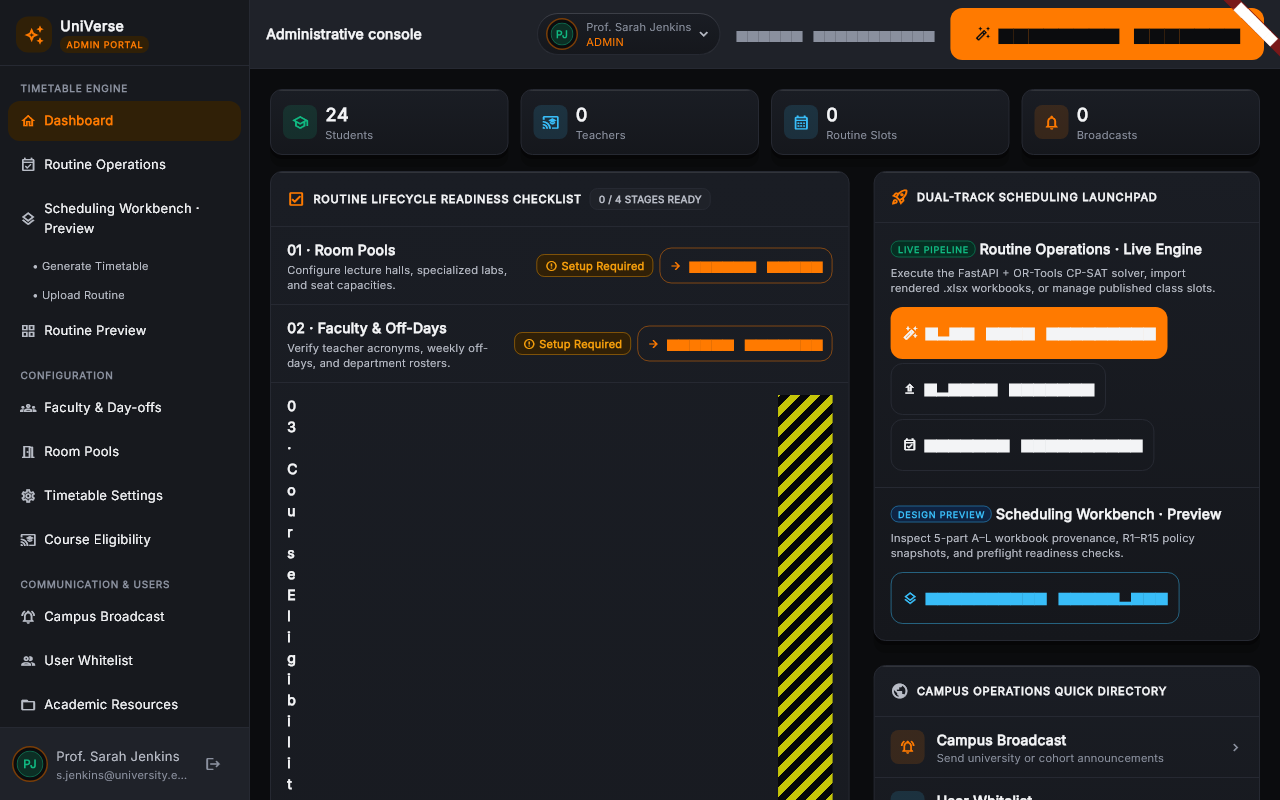 UniVerse
ADMIN PORTAL
TIMETABLE ENGINE
Dashboard
Routine Operations
Scheduling Workbench ·
Preview
• Generate Timetable
• Upload Routine
Routine Preview
CONFIGURATION
Faculty & Day-offs
Room Pools
Timetable Settings
Course Eligibility
COMMUNICATION & USERS
Campus Broadcast
User Whitelist
Academic Resources
PJ
Prof. Sarah Jenkins
s.jenkins@university.e...
Administrative console
PJ
Prof. Sarah Jenkins
ADMIN
24
Students
0
Teachers
0
Routine Slots
0
Broadcasts
ROUTINE LIFECYCLE READINESS CHECKLIST
0 / 4 STAGES READY
01 · Room Pools
Configure lecture halls, specialized labs,
and seat capacities.
Setup Required
02 · Faculty & Off-Days
Verify teacher acronyms, weekly off-
days, and department rosters.
Setup Required
0
3
·
C
o
u
r
s
e
E
l
i
g
i
b
i
l
i
t
DUAL-TRACK SCHEDULING LAUNCHPAD
LIVE PIPELINE
Routine Operations · Live Engine
Execute the FastAPI + OR-Tools CP-SAT solver, import
rendered .xlsx workbooks, or manage published class slots.
DESIGN PREVIEW
Scheduling Workbench · Preview
Inspect 5-part A–L workbook provenance, R1–R15 policy
snapshots, and preflight readiness checks.
CAMPUS OPERATIONS QUICK DIRECTORY
Campus Broadcast
Send university or cohort announcements
User Whitelist